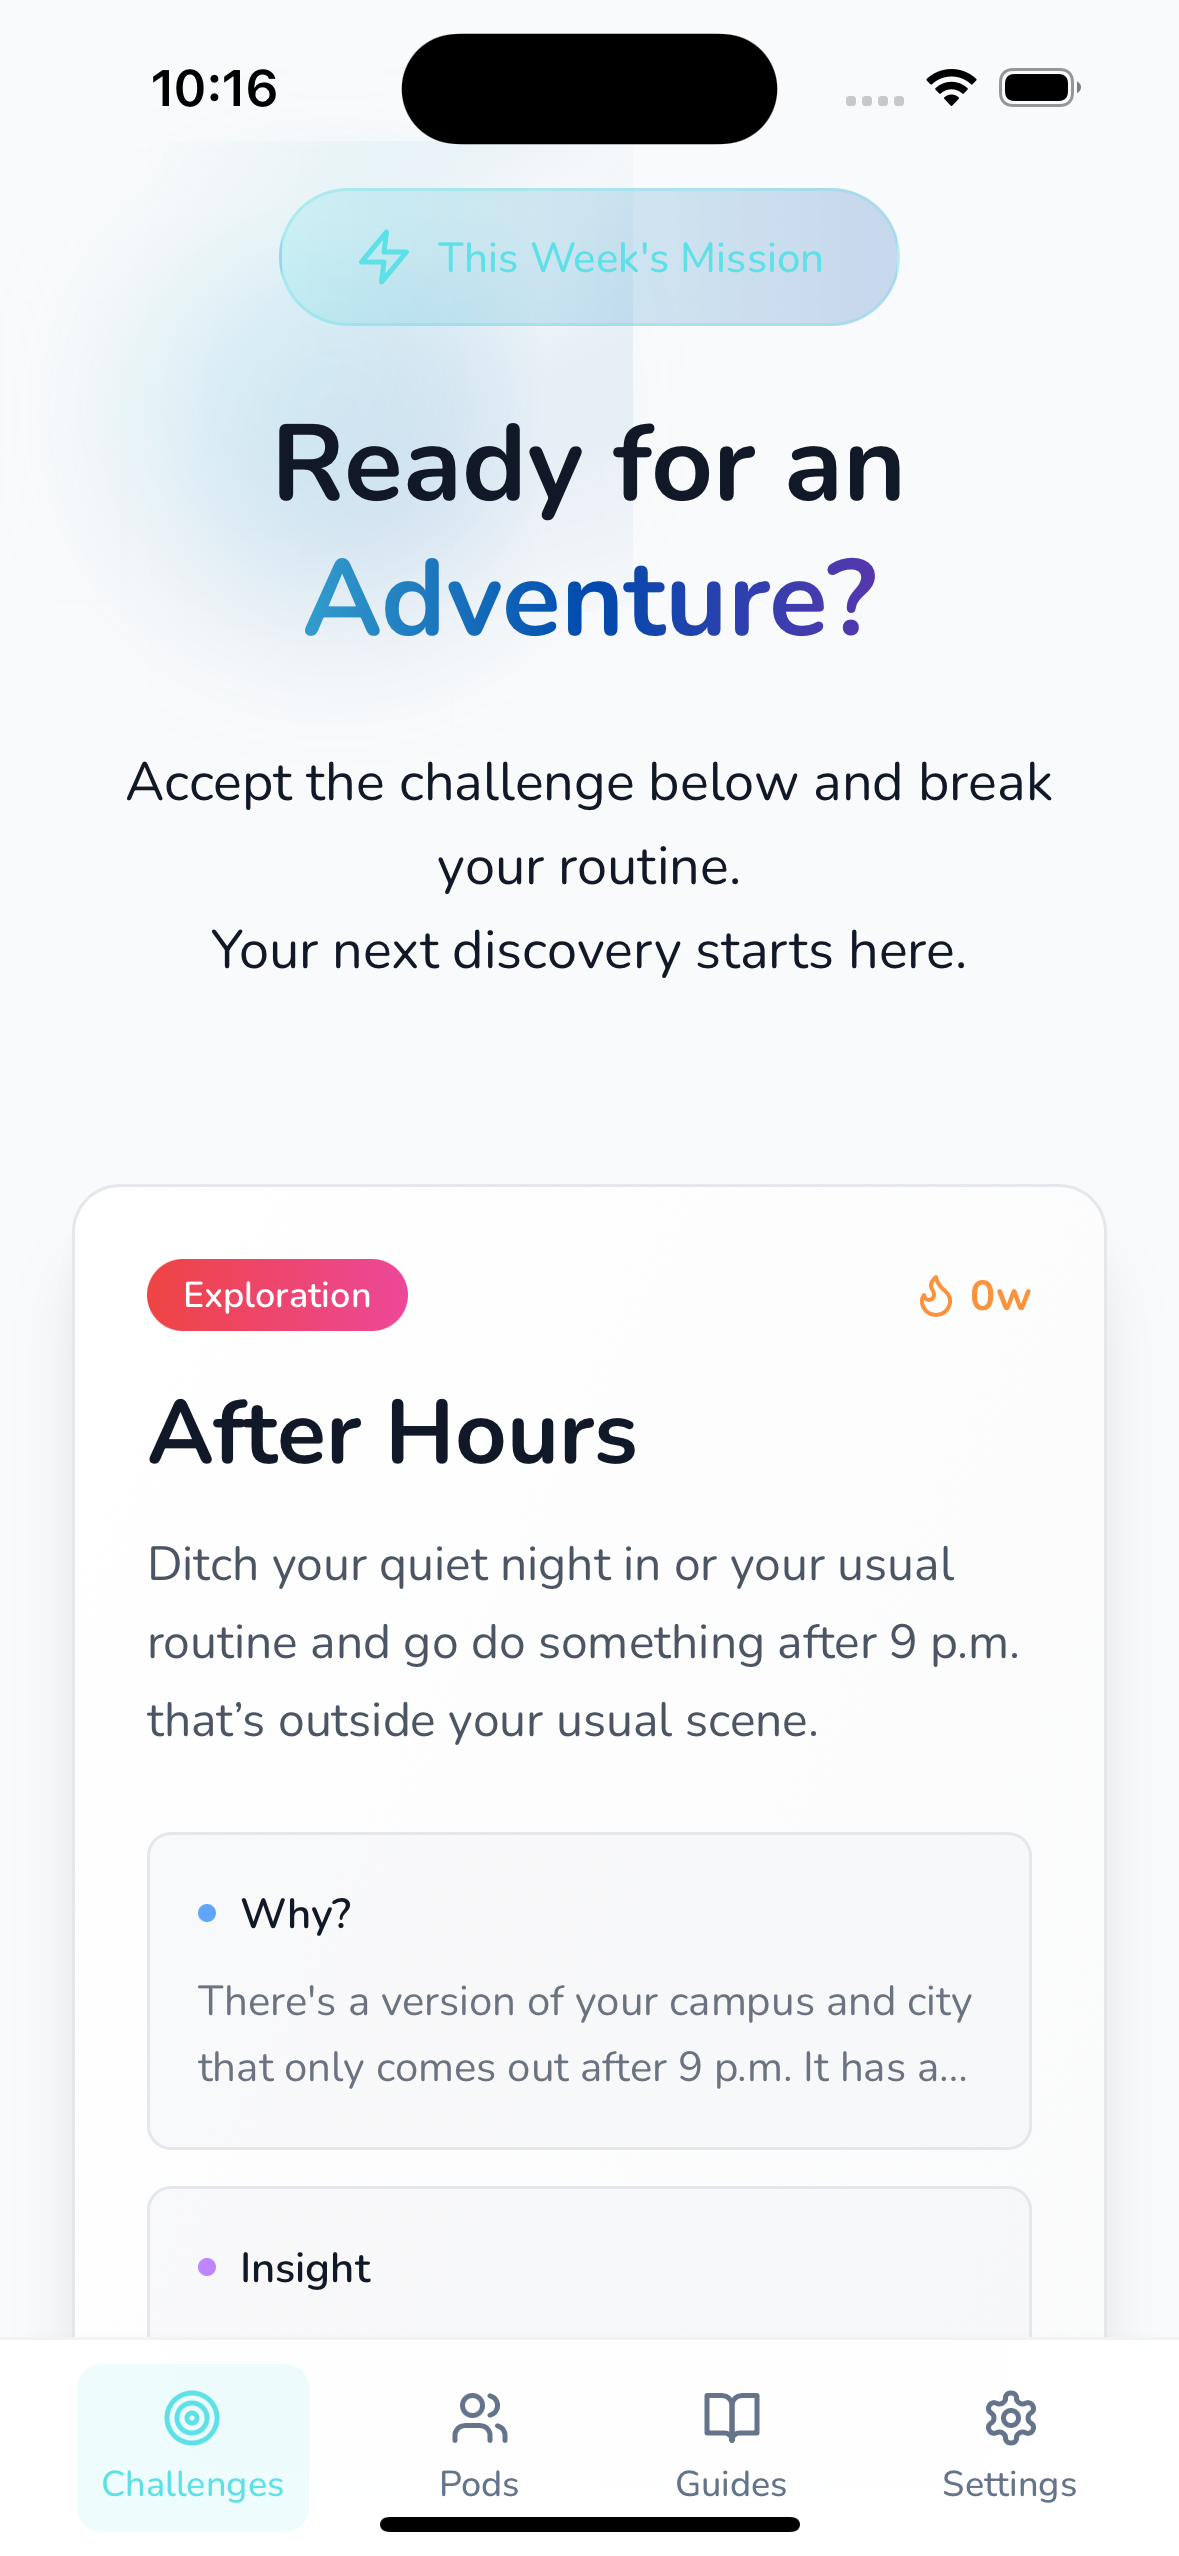 10:16
This Week's Mission
Ready for an
Adventure?
Accept the challenge below and break
your routine.
Your next discovery starts here.
Exploration
0w
After Hours
Ditch your quiet night in or your usual
routine and go do something after 9 p.m.
that’s outside your usual scene.
Why?
There's a version of your campus and city
that only comes out after 9 p.m. It has a...
Insight
Challenges
Pods
Guides
Settings